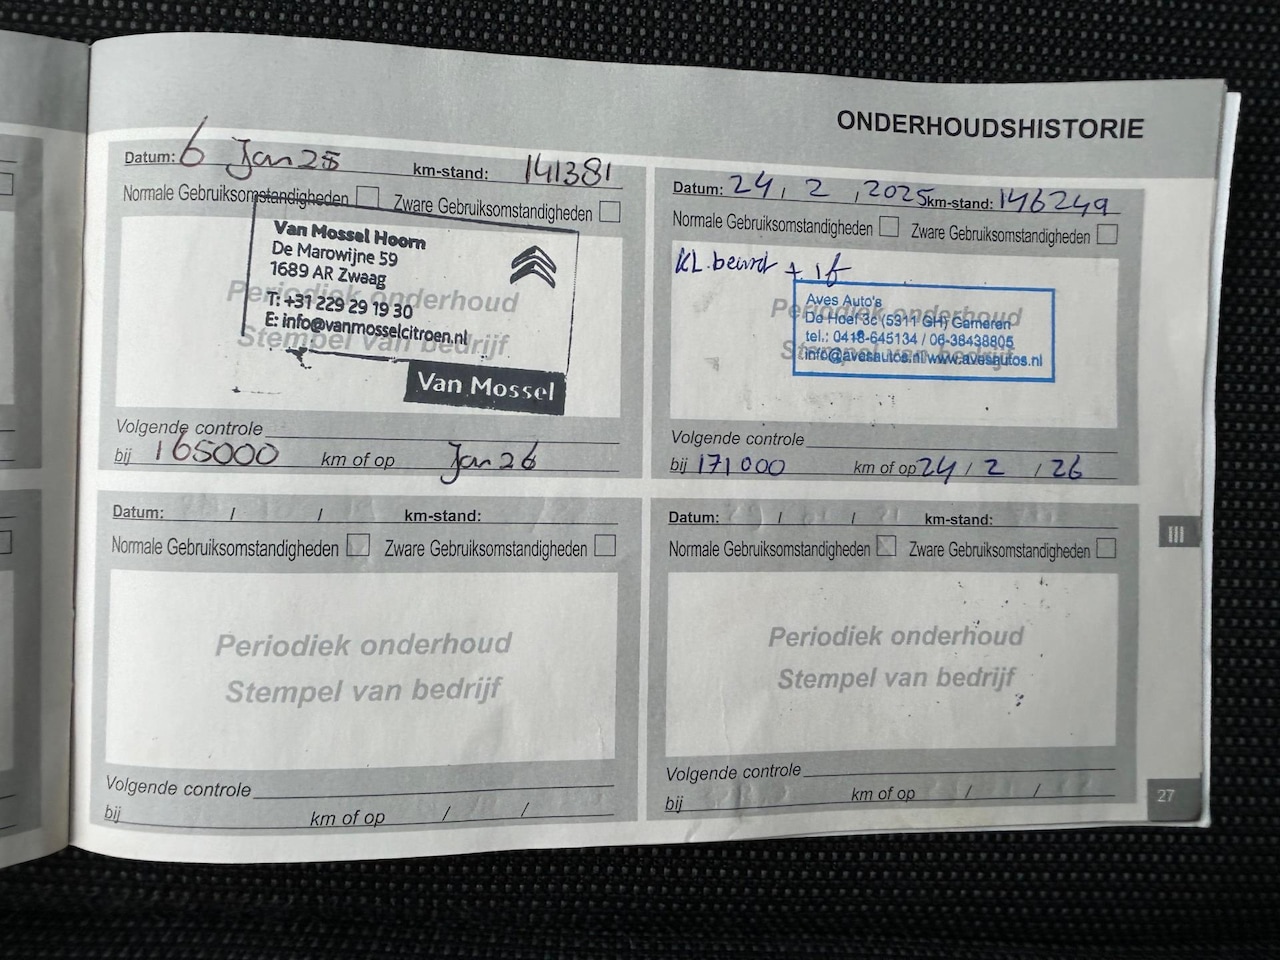 ONDERHOUDSHISTORIE
Datum: 6 Jan 25 km-stand: 141381
Normale Gebruiksomstandigheden Zware Gebruiksomstandigheden
Van Mossel Hoorn
De Marowijne 59
1689 AR Zwaag
T: +31 229 29 19 30
E: info@vanmosselcitroen.nl
Periodiek onderhoud
Stempel van bedrijf
Van Mossel
Volgende controle
bij 165000 km of op Jan 26
Datum: 24, 2, 2025 km-stand: 146249
Normale Gebruiksomstandigheden Zware Gebruiksomstandigheden
KL. beurt +
Aves Auto's
De Hoef 3c (5311 GH) Gameren
tel.: 0418-645134 / 06-38438805
info@avesautos.nl www.avesautos.nl
Periodiek onderhoud
Stempel van bedrijf
Volgende controle
bij 171000 km of op 24 / 2 / 26
Datum: / / km-stand:
Normale Gebruiksomstandigheden Zware Gebruiksomstandigheden
Periodiek onderhoud
Stempel van bedrijf
Volgende controle
bij km of op / /
Datum: / / km-stand:
Normale Gebruiksomstandigheden Zware Gebruiksomstandigheden
Periodiek onderhoud
Stempel van bedrijf
Volgende controle
bij km of op / /
III
27